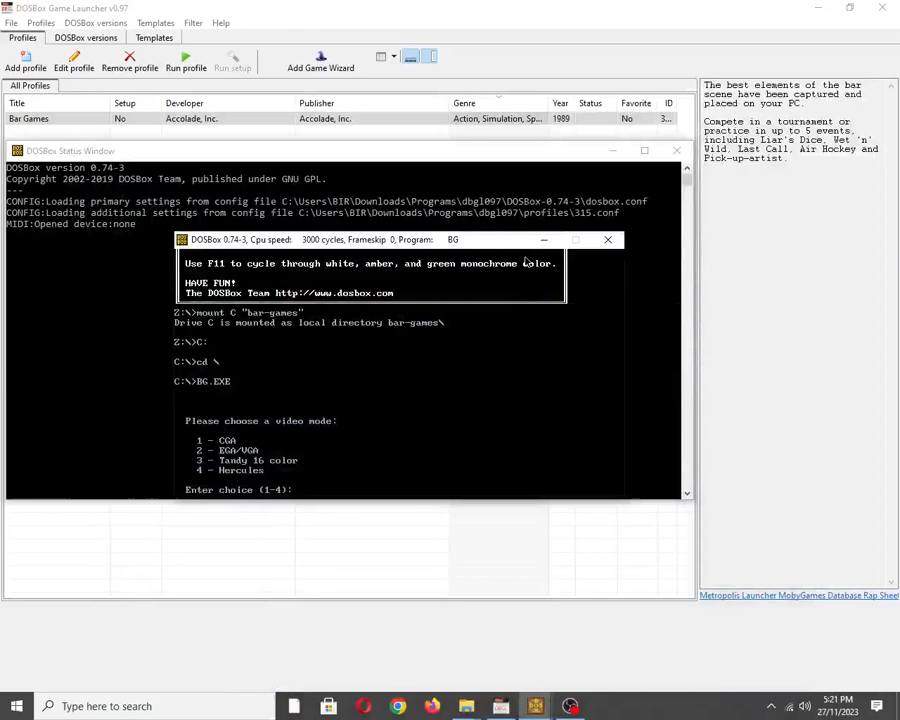 DOSBox Game Launcher v0.97
File Profiles DOSBox versions Templates Filter Help
Profiles DOSBox versions Templates
Add profile Edit profile Remove profile Run profile Run setup Add Game Wizard
All Profiles
Title Setup Developer Publisher Genre Year Status Favorite ID
Bar Games No Accolade, Inc. Accolade, Inc. Action, Simulation, Sp... 1989 No 3...
The best elements of the bar
scene have been captured and
placed on your PC.
Compete in a tournament or
practice in up to 5 events,
including Liar's Dice, Wet 'n'
Wild, Last Call, Air Hockey and
Pick-up-artist.
DOSBox Status Window
DOSBox version 0.74-3
Copyright 2002-2019 DOSBox Team, published under GNU GPL.
---
CONFIG:Loading primary settings from config file C:\Users\BIR\Downloads\Programs\dbgl097\DOSBox-0.74-3\dosbox.conf
CONFIG:Loading additional settings from config file C:\Users\BIR\Downloads\Programs\dbgl097\profiles\315.conf
MIDI:Opened device:none
DOSBox 0.74-3, Cpu speed: 3000 cycles, Frameskip 0, Program: BG
Use F11 to cycle through white, amber, and green monochrome color.
HAVE FUN!
The DOSBox Team http://www.dosbox.com
Z:\>mount C "bar-games"
Drive C is mounted as local directory bar-games\
Z:\>C:
C:\>cd \
C:\>BG.EXE
Please choose a video mode:
1 - CGA
2 - EGA/VGA
3 - Tandy 16 color
4 - Hercules
Enter choice (1-4):
Metropolis Launcher MobyGames Database Rap Sheet
Type here to search
5:21 PM
27/11/2023